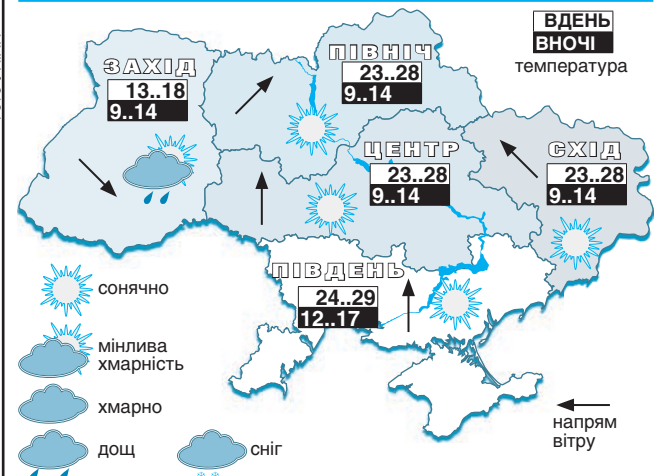 ВДЕНЬ
ВНОЧІ
температура
ЗАХІД
13..18
9..14
ПІВНІЧ
23..28
9..14
ЦЕНТР
23..28
9..14
СХІД
23..28
9..14
ПІВДЕНЬ
24..29
12..17
сонячно
мінлива
хмарність
хмарно
дощ
сніг
напрям
вітру